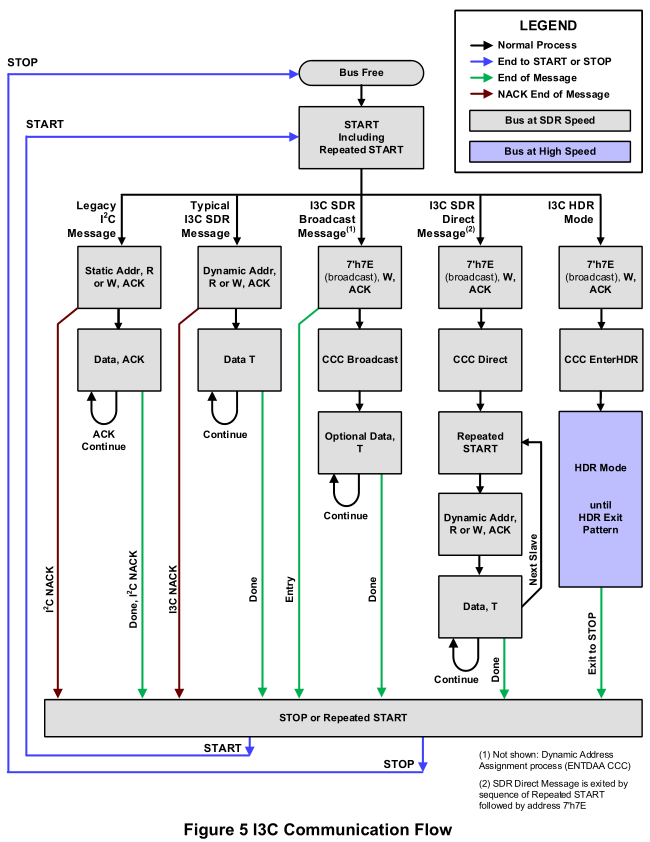 LEGEND
Normal Process
End to START or STOP
End of Message
NACK End of Message
Bus at SDR Speed
Bus at High Speed
STOP
Bus Free
START
START
Including
Repeated START
Legacy
I2C
Message
Typical
I3C SDR
Message
I3C SDR
Broadcast
Message(1)
I3C SDR
Direct
Message(2)
I3C HDR
Mode
Static Addr, R
or W, ACK
Dynamic Addr,
R or W, ACK
7'h7E
(broadcast), W,
ACK
7'h7E
(broadcast), W,
ACK
7'h7E
(broadcast), W,
ACK
Data, ACK
Data T
CCC Broadcast
CCC Direct
CCC EnterHDR
ACK
Continue
Continue
Optional Data,
T
Repeated
START
HDR Mode
until
HDR Exit
Pattern
Continue
Dynamic Addr,
R or W, ACK
Next Slave
Data, T
Continue
I2C NACK
Done, I2C NACK
I3C NACK
Done
Entry
Done
Done
Exit to STOP
STOP or Repeated START
START
STOP
(1) Not shown: Dynamic Address
Assignment process (ENTDAA CCC)
(2) SDR Direct Message is exited by
sequence of Repeated START
followed by address 7'h7E
Figure 5 I3C Communication Flow